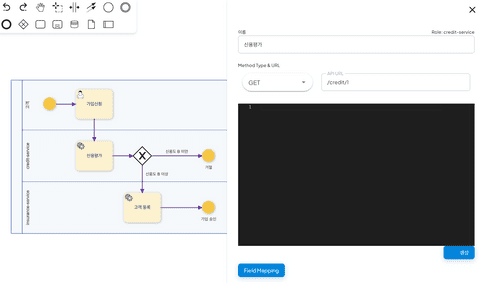 이름
Role: credit-service
신용평가
Method Type & URL
GET
API URL
/credit/1
1
생성
Field Mapping
고객
가입신청
credit-service
신용평가
신용도 B 미만
거절
신용도 B 이상
insurance-service
고객 등록
가입 승인